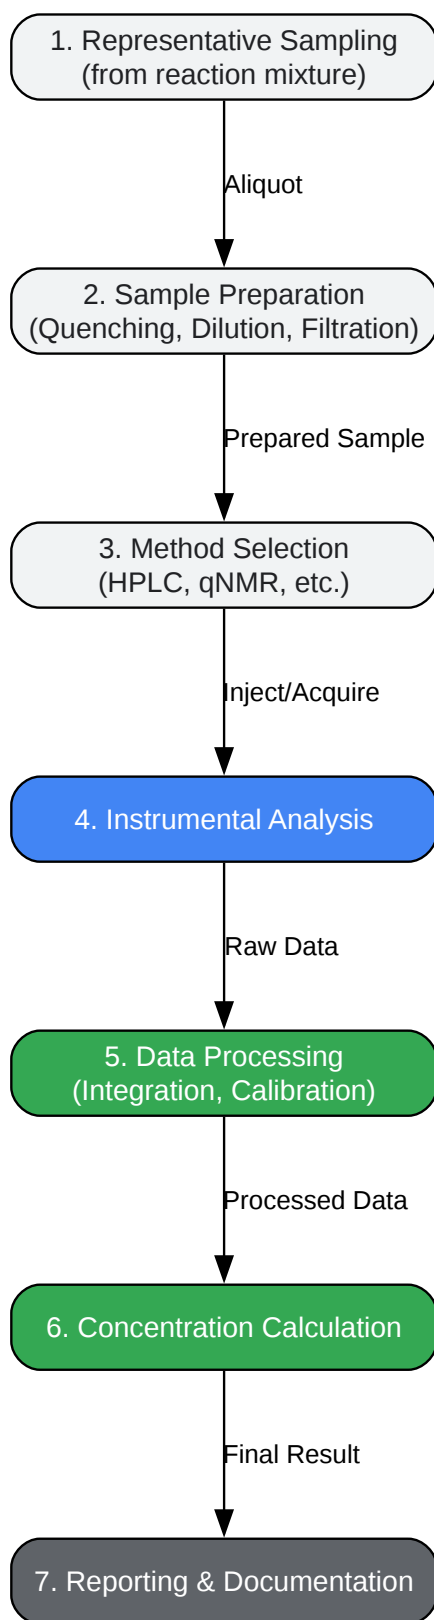 1. Representative Sampling
(from reaction mixture)
Aliquot
2. Sample Preparation
(Quenching, Dilution, Filtration)
Prepared Sample
3. Method Selection
(HPLC, qNMR, etc.)
Inject/Acquire
4. Instrumental Analysis
Raw Data
5. Data Processing
(Integration, Calibration)
Processed Data
6. Concentration Calculation
Final Result
7. Reporting & Documentation